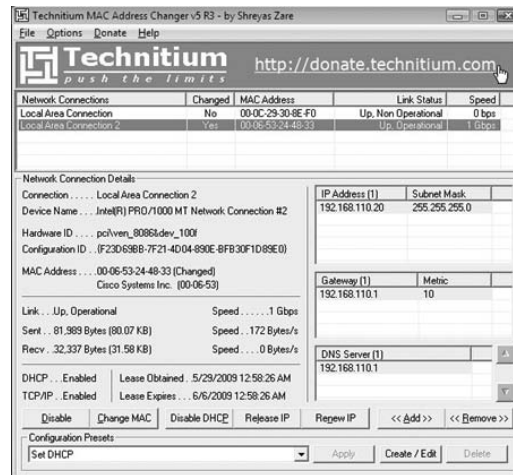 Technitium MAC Address Changer v5 R3 - by Shreyas Zare
File Options Donate Help
Technitium
push the limits
http://donate.technitium.com
Network Connections Changed MAC Address Link Status Speed
Local Area Connection No 00-0C-29-30-8E-F0 Up, Non Operational 0 bps
Local Area Connection 2 Yes 00-06-53-24-48-33 Up, Operational 1 Gbps
Network Connection Details
Connection . . . . . Local Area Connection 2
Device Name . . . Intel(R) PRO/1000 MT Network Connection #2
Hardware ID . . . . pci\ven_8086&dev_100f
Configuration ID . . {F23D69BB-7F21-4D04-890E-BFB30F1D89E0}
MAC Address . . . . 00-06-53-24-48-33 (Changed)
Cisco Systems Inc. (00-06-53)
Link . . . Up, Operational Speed . . . . . . 1 Gbps
Sent . . 81,989 Bytes (80.07 KB) Speed . . 172 Bytes/s
Recv . . 32,337 Bytes (31.58 KB) Speed . . . . 0 Bytes/s
DHCP . . . Enabled Lease Obtained . 5/29/2009 12:58:26 AM
TCP/IP . . Enabled Lease Expires . . . 6/6/2009 12:58:26 AM
IP Address (1) Subnet Mask
192.168.110.20 255.255.255.0
Gateway (1) Metric
192.168.110.1 10
DNS Server (1)
192.168.110.1
Disable Change MAC Disable DHCP Release IP Renew IP << Add >> << Remove >>
Configuration Presets
Set DHCP Apply Create / Edit Delete